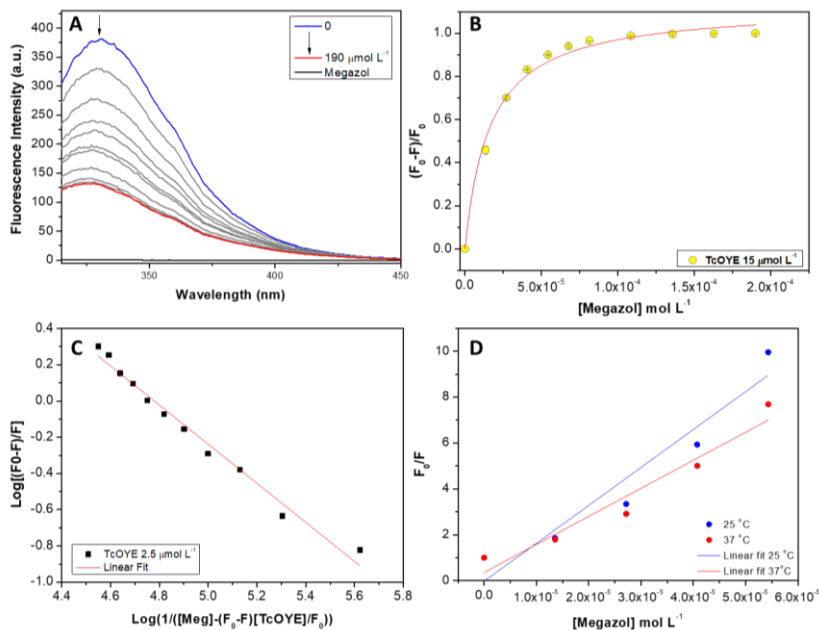 A
0
190 μmol L-1
Megazol
400
350
300
250
200
150
100
50
0
350
400
450
Fluorescence Intensity (a.u.)
Wavelength (nm)
B
1.0
0.8
0.6
0.4
0.2
0.0
0.0
5.0x10-5
1.0x10-4
1.5x10-4
2.0x10-4
(F0-F)/F0
TcOYE 15 μmol L-1
[Megazol] mol L-1
C
0.4
0.2
0.0
-0.2
-0.4
-0.6
-0.8
-1.0
4.4
4.6
4.8
5.0
5.2
5.4
5.6
5.8
Log[(F0-F)/F]
TcOYE 2.5 μmol L-1
Linear Fit
Log(1/([Meg]-(F0-F)[TcOYE]/F0))
D
10
8
6
4
2
0
0.0
1.0x10-5
2.0x10-5
3.0x10-5
4.0x10-5
5.0x10-5
6.0x10-5
F0/F
25 °C
37 °C
Linear fit 25 °C
Linear fit 37°C
[Megazol] mol L-1